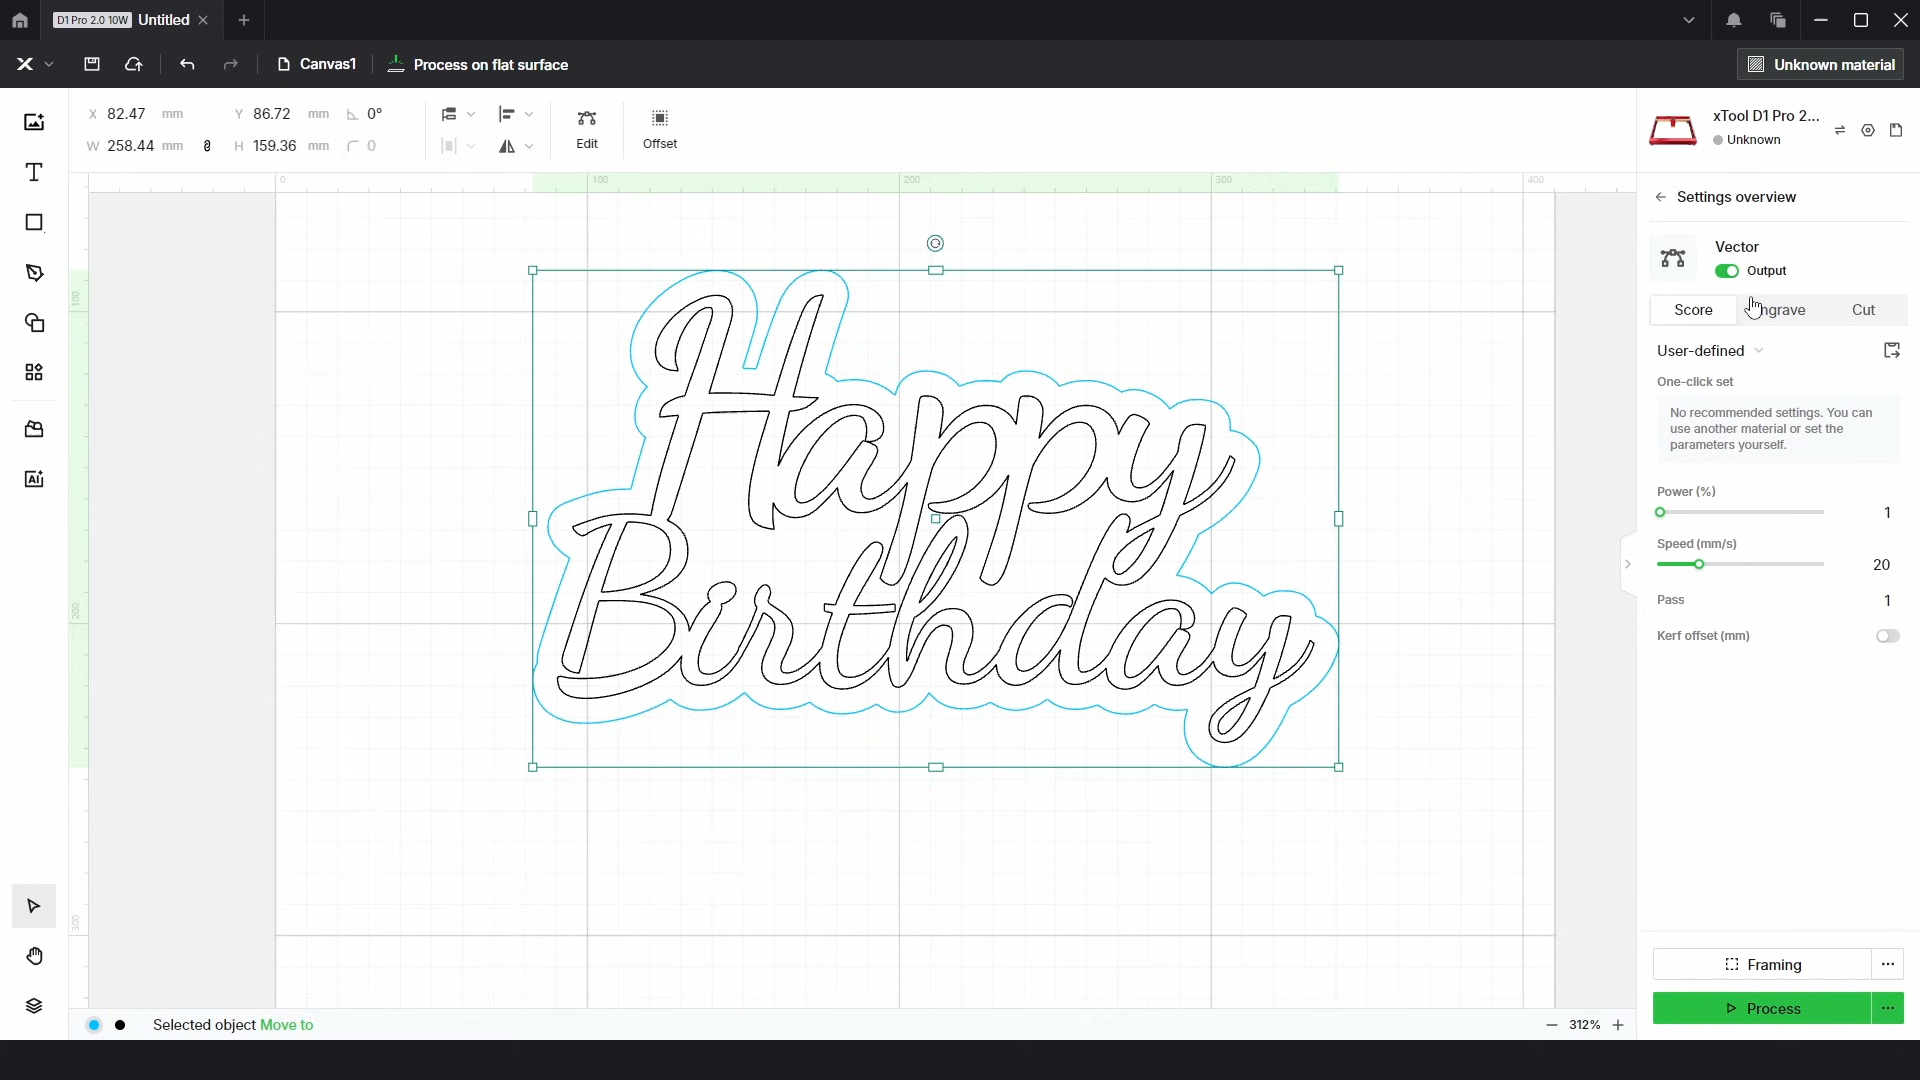 D1 Pro 2.0 10W Untitled
Canvas1
Process on flat surface
Unknown material
X 82.47 mm Y 86.72 mm 0°
W 258.44 mm H 159.36 mm 0
Edit
Offset
xTool D1 Pro 2...
Unknown
0 100 200 300 400
100
200
300
Settings overview
Vector
Output
Score
ngrave
Cut
User-defined
One-click set
No recommended settings. You can
use another material or set the
parameters yourself.
Power (%)
1
Speed (mm/s)
20
Pass 1
Kerf offset (mm)
Happy
Birthday
AI
Framing
Process
Selected object Move to
312%